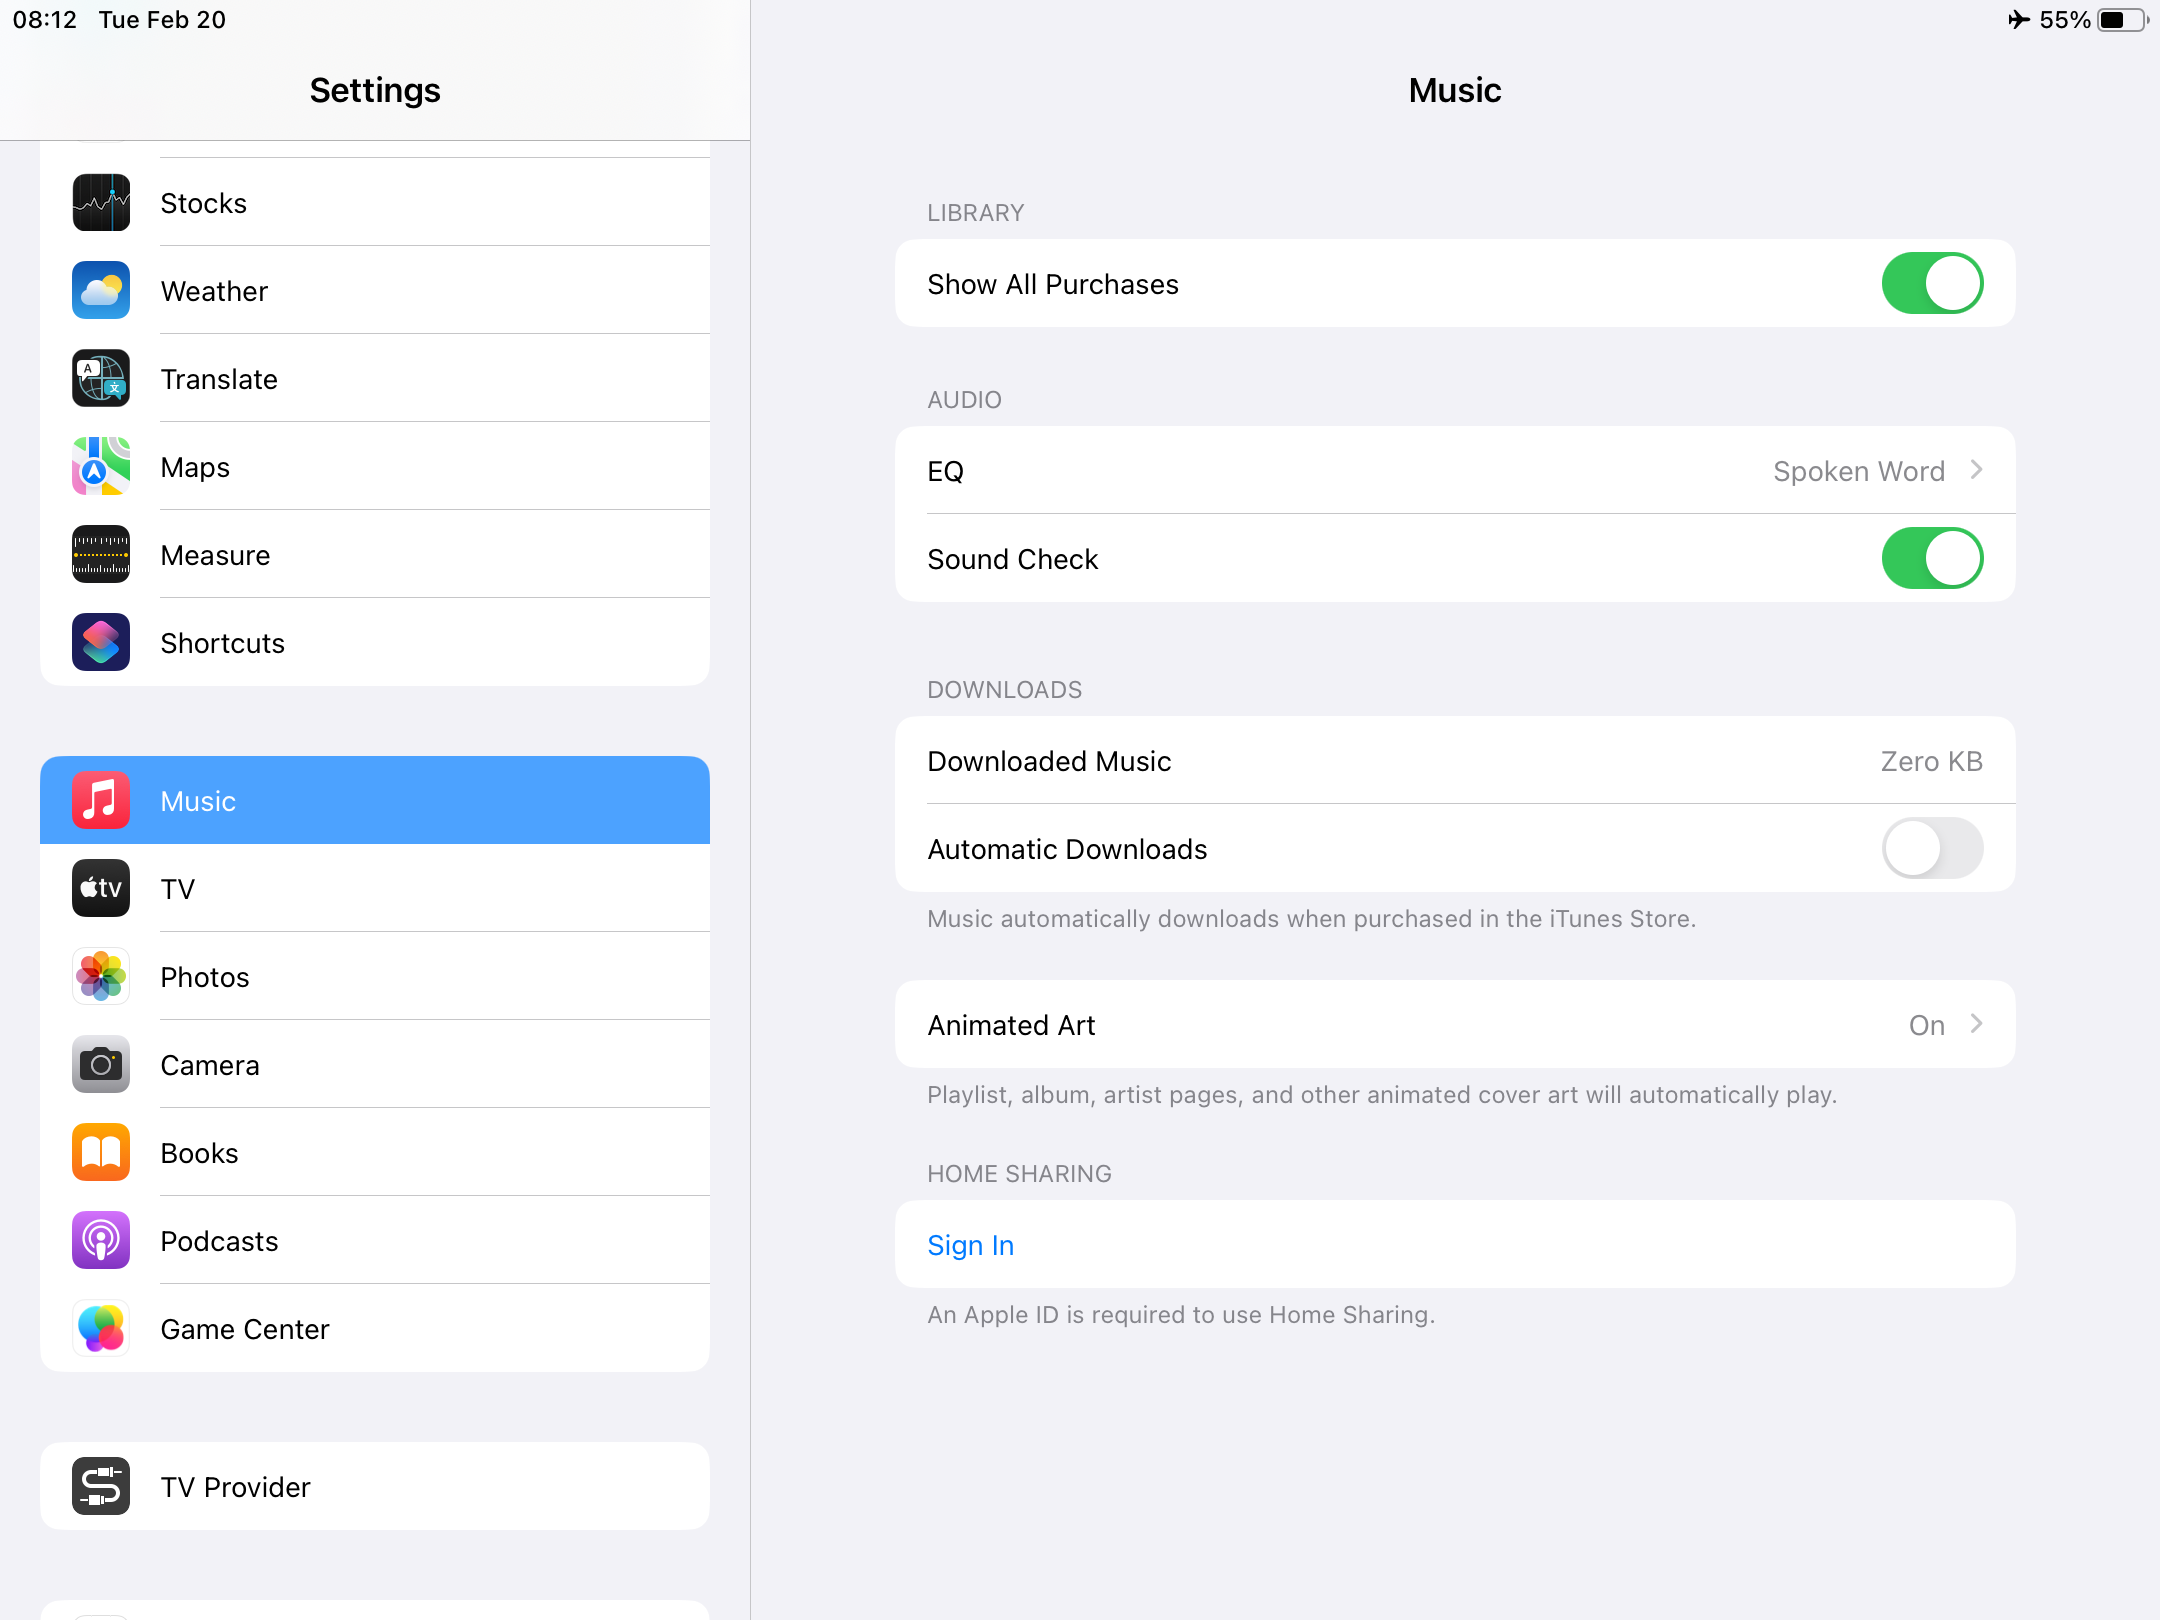 08:12 Tue Feb 20
55%
Settings
Stocks
Weather
Translate
Maps
Measure
Shortcuts
Music
tv
TV
Photos
Camera
Books
Podcasts
Game Center
TV Provider
Music
LIBRARY
Show All Purchases
AUDIO
EQ Spoken Word
Sound Check
DOWNLOADS
Downloaded Music Zero KB
Automatic Downloads
Music automatically downloads when purchased in the iTunes Store.
Animated Art On
Playlist, album, artist pages, and other animated cover art will automatically play.
HOME SHARING
Sign In
An Apple ID is required to use Home Sharing.